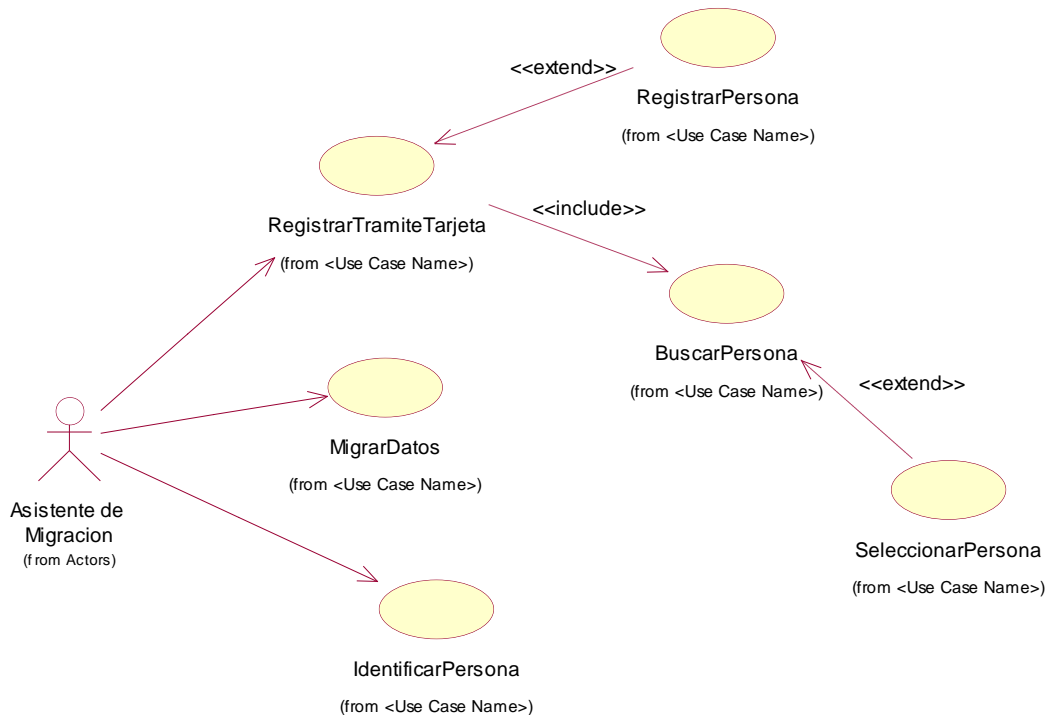 <<extend>>
RegistrarPersona
(from <Use Case Name>)
RegistrarTramiteTarjeta
(from <Use Case Name>)
<<include>>
BuscarPersona
(from <Use Case Name>)
<<extend>>
MigrarDatos
(from <Use Case Name>)
Asistente de
Migracion
(from Actors)
SeleccionarPersona
(from <Use Case Name>)
IdentificarPersona
(from <Use Case Name>)